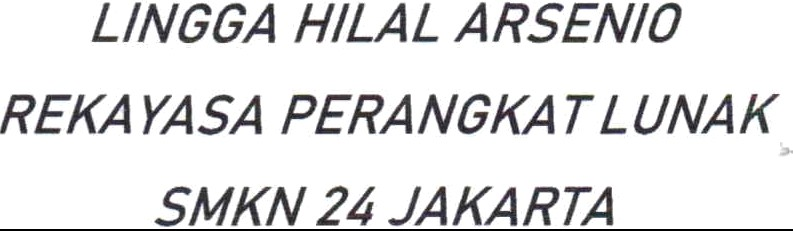 LINGGA HILAL ARSENIO
REKAYASA PERANGKAT LUNAK
SMKN 24 JAKARTA